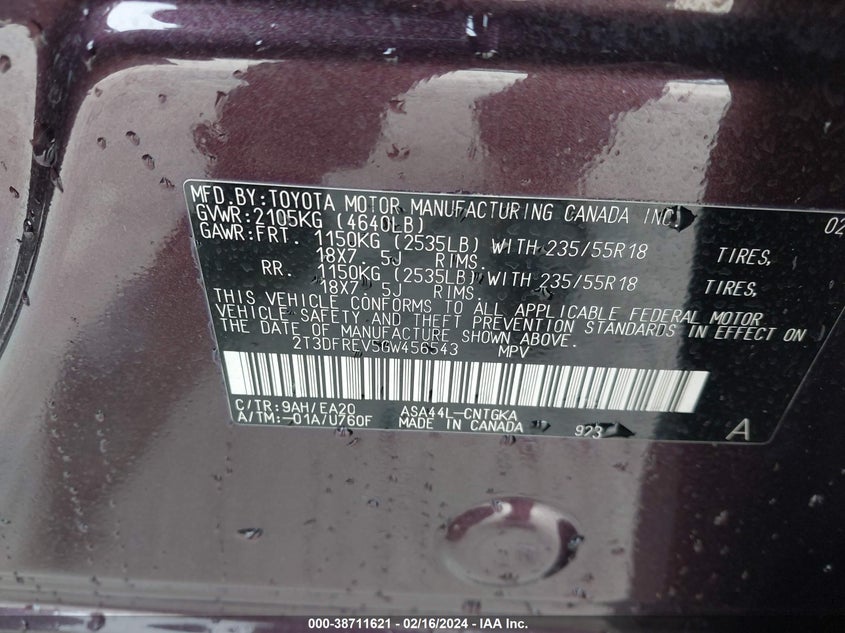 MFD.BY:TOYOTA MOTOR MANUFACTURING CANADA INC. 02
GVWR:2105KG (4640LB)
GAWR:FRT. 1150KG (2535LB) WITH 235/55R18 TIRES,
18X7.5J RIMS,
RR. 1150KG (2535LB) WITH 235/55R18 TIRES,
18X7.5J RIMS,
THIS VEHICLE CONFORMS TO ALL APPLICABLE FEDERAL MOTOR
VEHICLE SAFETY AND THEFT PREVENTION STANDARDS IN EFFECT ON
THE DATE OF MANUFACTURE SHOWN ABOVE.
2T3DFREV5GW456543 MPV
C/TR:9AH/EA20 ASA44L-CNTGKA
A/TM:-01A/U760F MADE IN CANADA 923 A
000-38711621 - 02/16/2024 - IAA Inc.